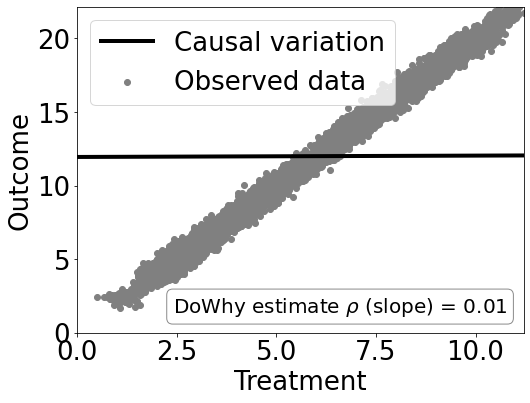 Causal variation
Observed data
20
15
10
5
0
Outcome
DoWhy estimate ρ (slope) = 0.01
0.0 2.5 5.0 7.5 10.0
Treatment